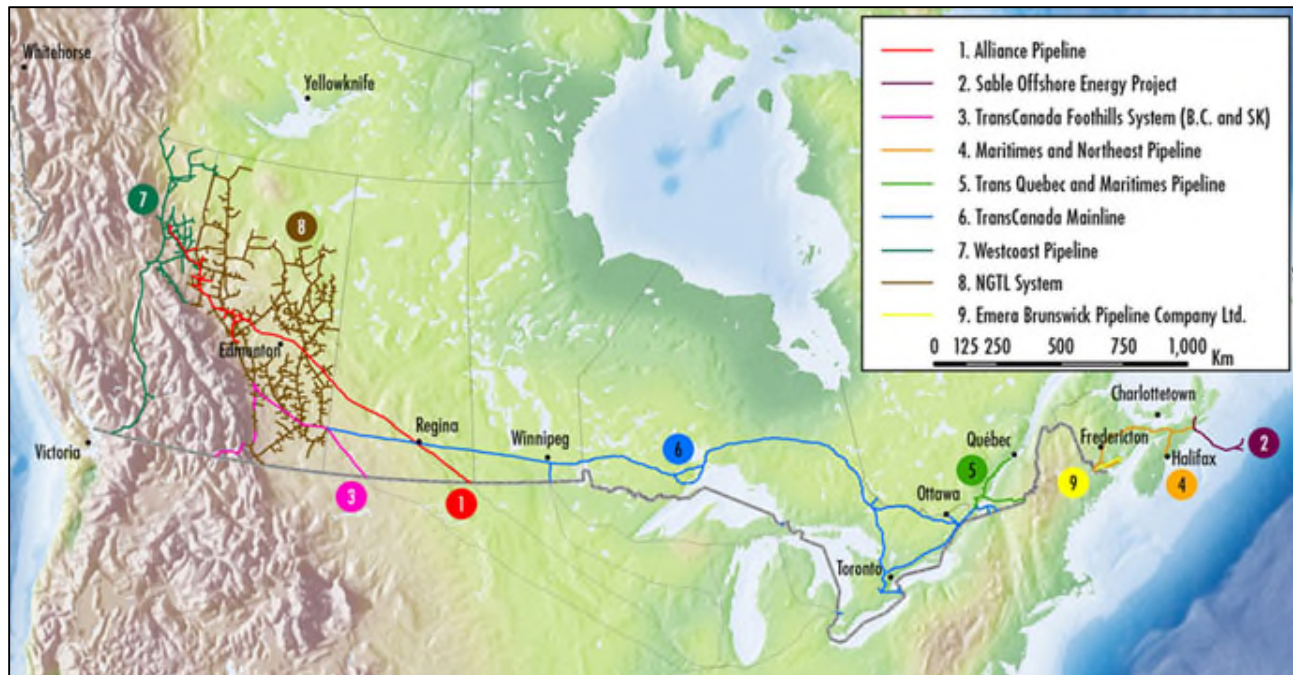 Whitehorse
Yellowknife
1. Alliance Pipeline
2. Sable Offshore Energy Project
3. TransCanada Foothills System (B.C. and SK)
4. Maritimes and Northeast Pipeline
5. Trans Quebec and Maritimes Pipeline
6. TransCanada Mainline
7. Westcoast Pipeline
8. NGTL System
9. Emera Brunswick Pipeline Company Ltd.
0 125 250 500 750 1,000 Km
7
8
Edmonton
Charlottetown
Victoria
Regina
Winnipeg
6
Québec
Fredericton
2
Halifax
5
9
4
3
1
Ottawa
Toronto